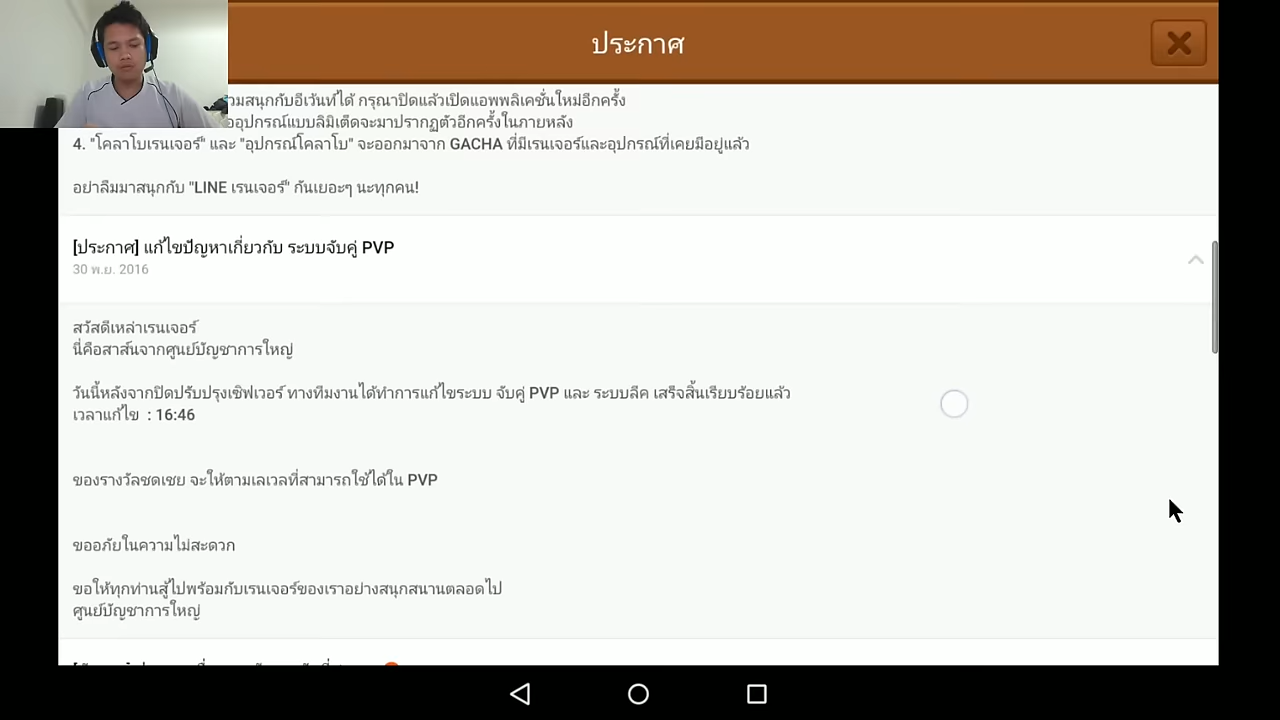 ประกาศ
วมสนุกกับอีเว้นท์ได้ กรุณาปิดแล้วเปิดแอพพลิเคชั่นใหม่อีกครั้ง
ออุปกรณ์แบบลิมิเต็ดจะมาปรากฏตัวอีกครั้งในภายหลัง
4. "โคลาโบเรนเจอร์" และ "อุปกรณ์โคลาโบ" จะออกมาจาก GACHA ที่มีเรนเจอร์และอุปกรณ์ที่เคยมีอยู่แล้ว
อย่าลืมมาสนุกกับ "LINE เรนเจอร์" กันเยอะๆ นะทุกคน!
[ประกาศ] แก้ไขปัญหาเกี่ยวกับ ระบบจับคู่ PVP
30 พ.ย. 2016
สวัสดีเหล่าเรนเจอร์
นี่คือสาส์นจากศูนย์บัญชาการใหญ่
วันนี้หลังจากปิดปรับปรุงเซิฟเวอร์ ทางทีมงานได้ทำการแก้ไขระบบ จับคู่ PVP และ ระบบลีค เสร็จสิ้นเรียบร้อยแล้ว
เวลาแก้ไข : 16:46
ของรางวัลชดเชย จะให้ตามเลเวลที่สามารถใช้ได้ใน PVP
ขออภัยในความไม่สะดวก
ขอให้ทุกท่านสู้ไปพร้อมกับเรนเจอร์ของเราอย่างสนุกสนานตลอดไป
ศูนย์บัญชาการใหญ่